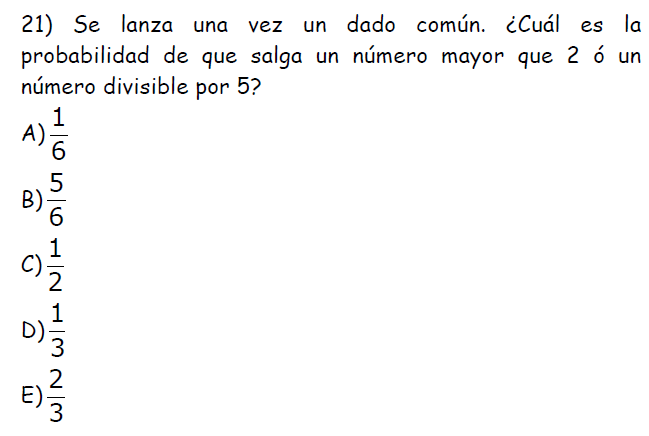 21) Se lanza una vez un dado común. ¿Cuál es la
probabilidad de que salga un número mayor que 2 ó un
número divisible por 5?
A) 1/6
B) 5/6
C) 1/2
D) 1/3
E) 2/3